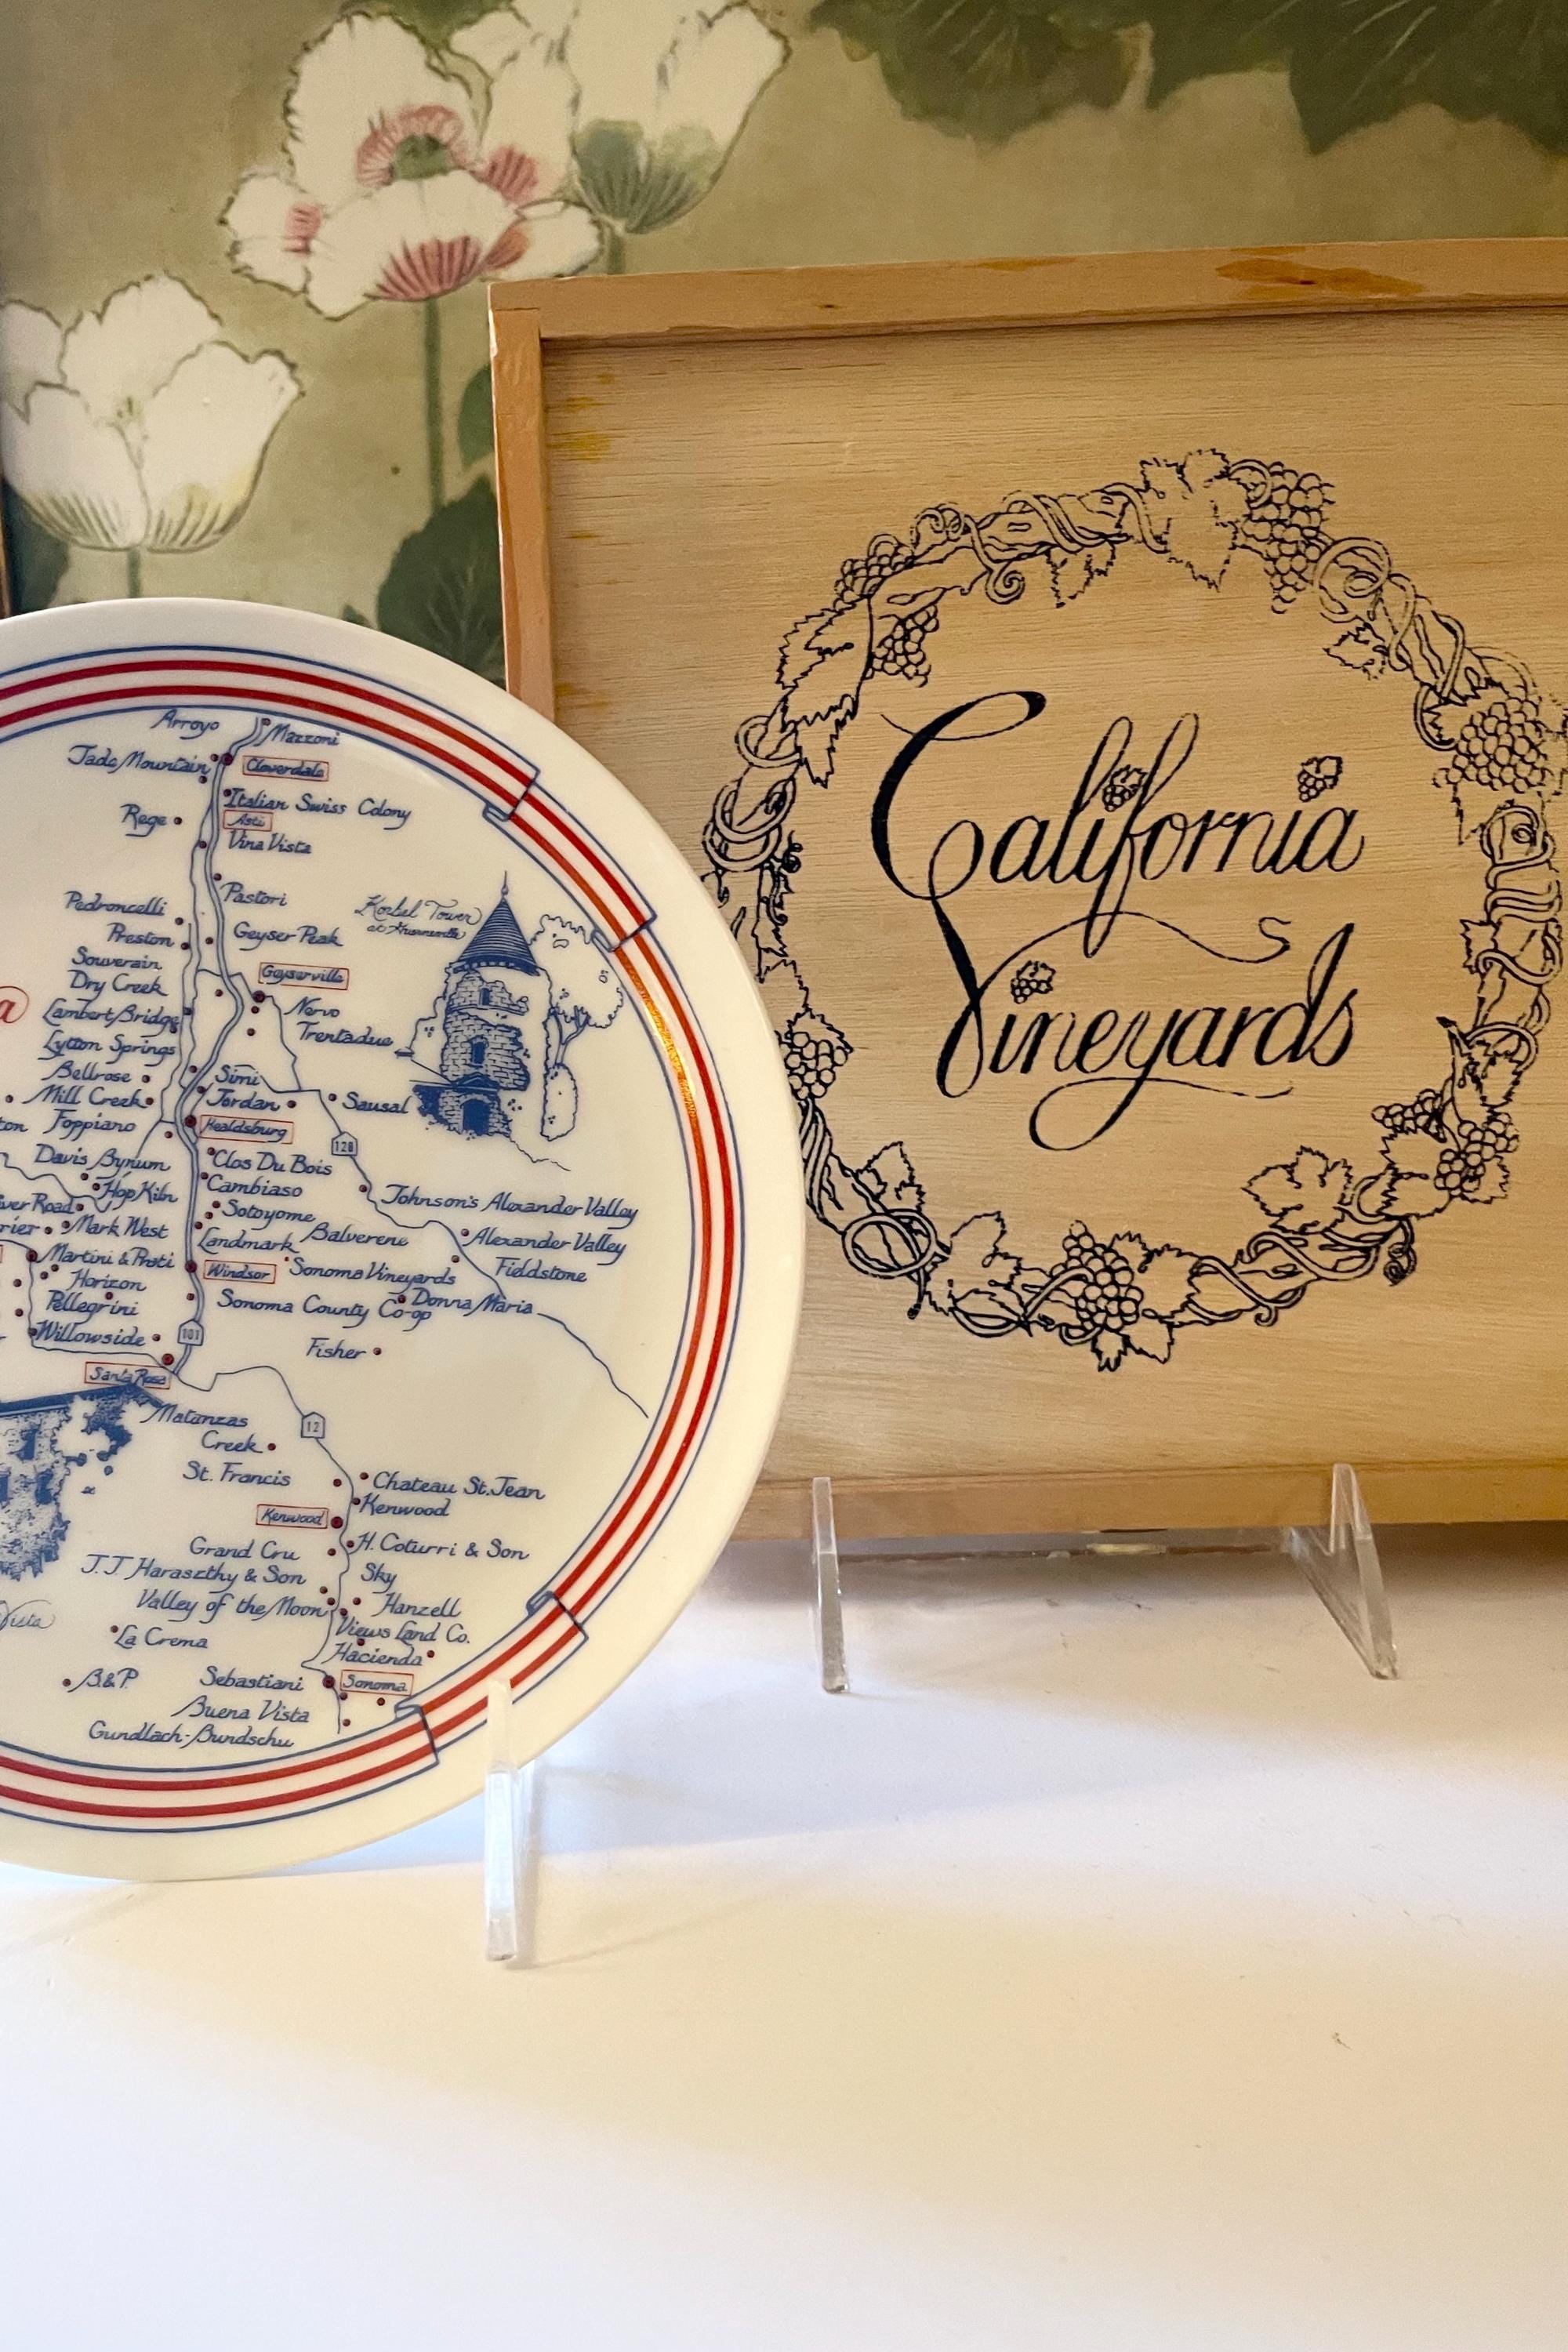 Arroyo
Mazzoni
Jade Mountain
Cloverdale
Italian Swiss Colony
Rege
Asti
Vina Vista
Pastori
Pedroncelli
Korbel Tower
at Guerneville
Preston
Geyser Peak
Souverain
Geyserville
Dry Creek
Lambert Bridge
Nervo
Trentadue
Lytton Springs
Bellrose
Simi
Mill Creek
Jordan
Sausal
Foppiano
Healdsburg
128
Davis Bynum
Clos Du Bois
Hop Kiln
Cambiaso
Johnson's Alexander Valley
Road
Sotoyome
Mark West
Landmark
Balverene
Alexander Valley
Martini & Prati
Windsor
Sonoma Vineyards
Fieldstone
Horizon
Pellegrini
Sonoma County Co-op
Donna Maria
Willowside
101
Fisher
Santa Rosa
Matanzas
Creek
12
St. Francis
Chateau St. Jean
Kenwood
Kenwood
Grand Cru
H. Coturri & Son
J.J Haraszthy & Son
Sky
Valley of the Moon
Hanzell
Views Land Co.
La Crema
Hacienda
Vista
B.&P
Sebastiani
Sonoma
Buena Vista
Gundlach-Bundschu
California
Vineyards